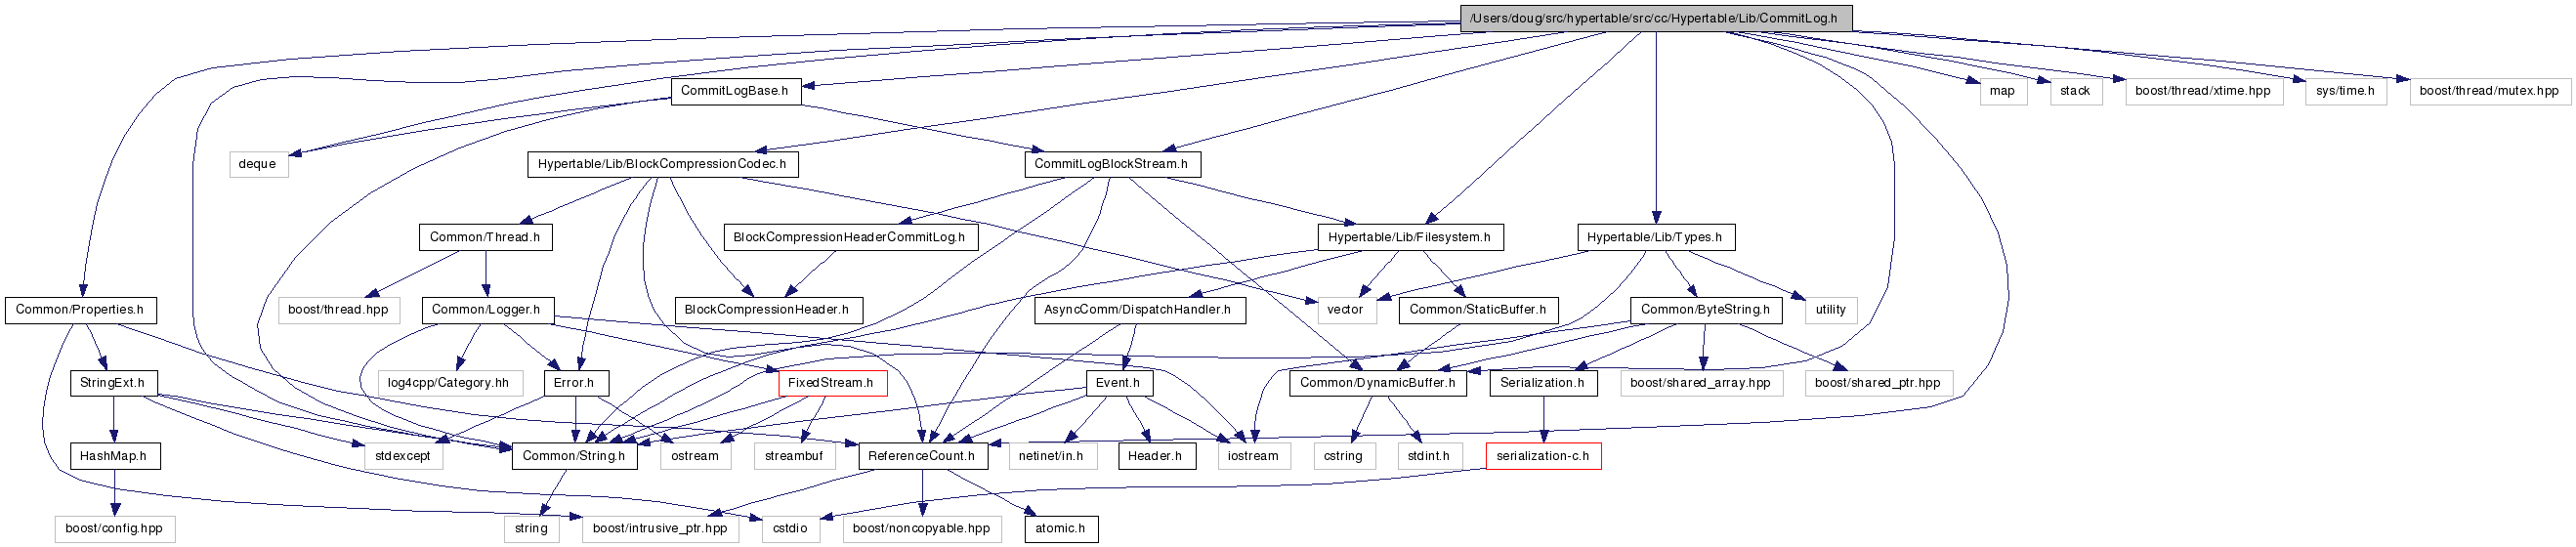 /Users/doug/src/hypertable/src/cc/Hypertable/Lib/CommitLog.h
CommitLogBase.h
map
stack
boost/thread/xtime.hpp
sys/time.h
boost/thread/mutex.hpp
deque
Hypertable/Lib/BlockCompressionCodec.h
CommitLogBlockStream.h
Common/Thread.h
BlockCompressionHeaderCommitLog.h
Hypertable/Lib/Filesystem.h
Hypertable/Lib/Types.h
Common/Properties.h
boost/thread.hpp
Common/Logger.h
BlockCompressionHeader.h
AsyncComm/DispatchHandler.h
vector
Common/StaticBuffer.h
Common/ByteString.h
utility
StringExt.h
log4cpp/Category.hh
Error.h
FixedStream.h
Event.h
Common/DynamicBuffer.h
Serialization.h
boost/shared_array.hpp
boost/shared_ptr.hpp
HashMap.h
stdexcept
Common/String.h
ostream
streambuf
ReferenceCount.h
netinet/in.h
Header.h
iostream
cstring
stdint.h
serialization-c.h
boost/config.hpp
string
boost/intrusive_ptr.hpp
cstdio
boost/noncopyable.hpp
atomic.h